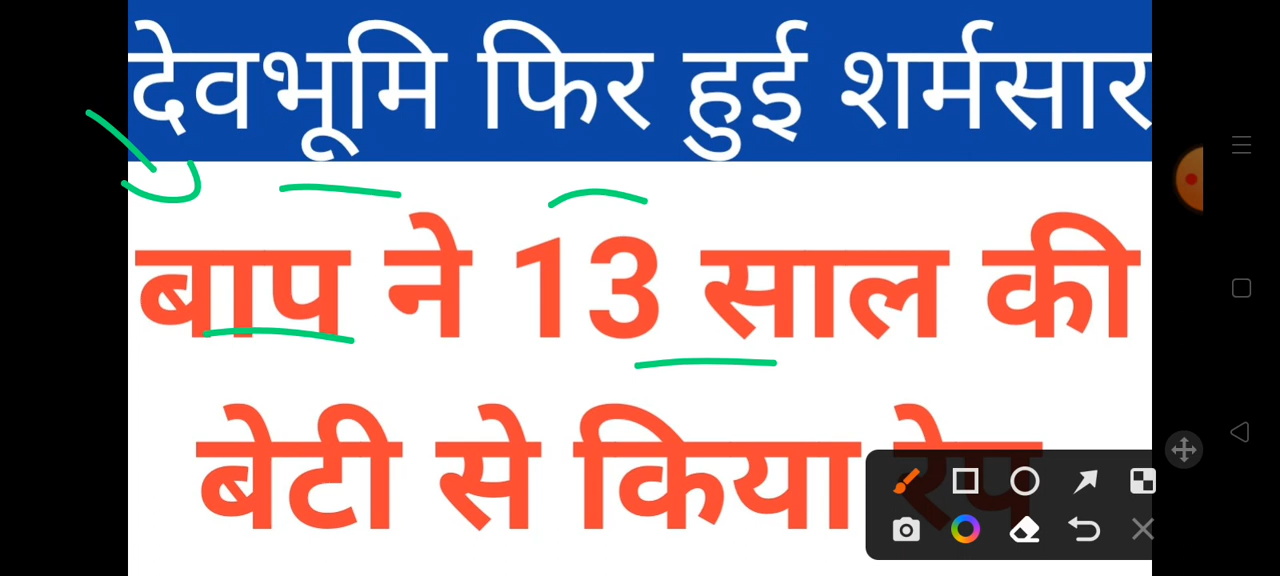 देवभूमि फिर हुई शर्मसार
बाप ने 13 साल की
बेटी से किया रेप